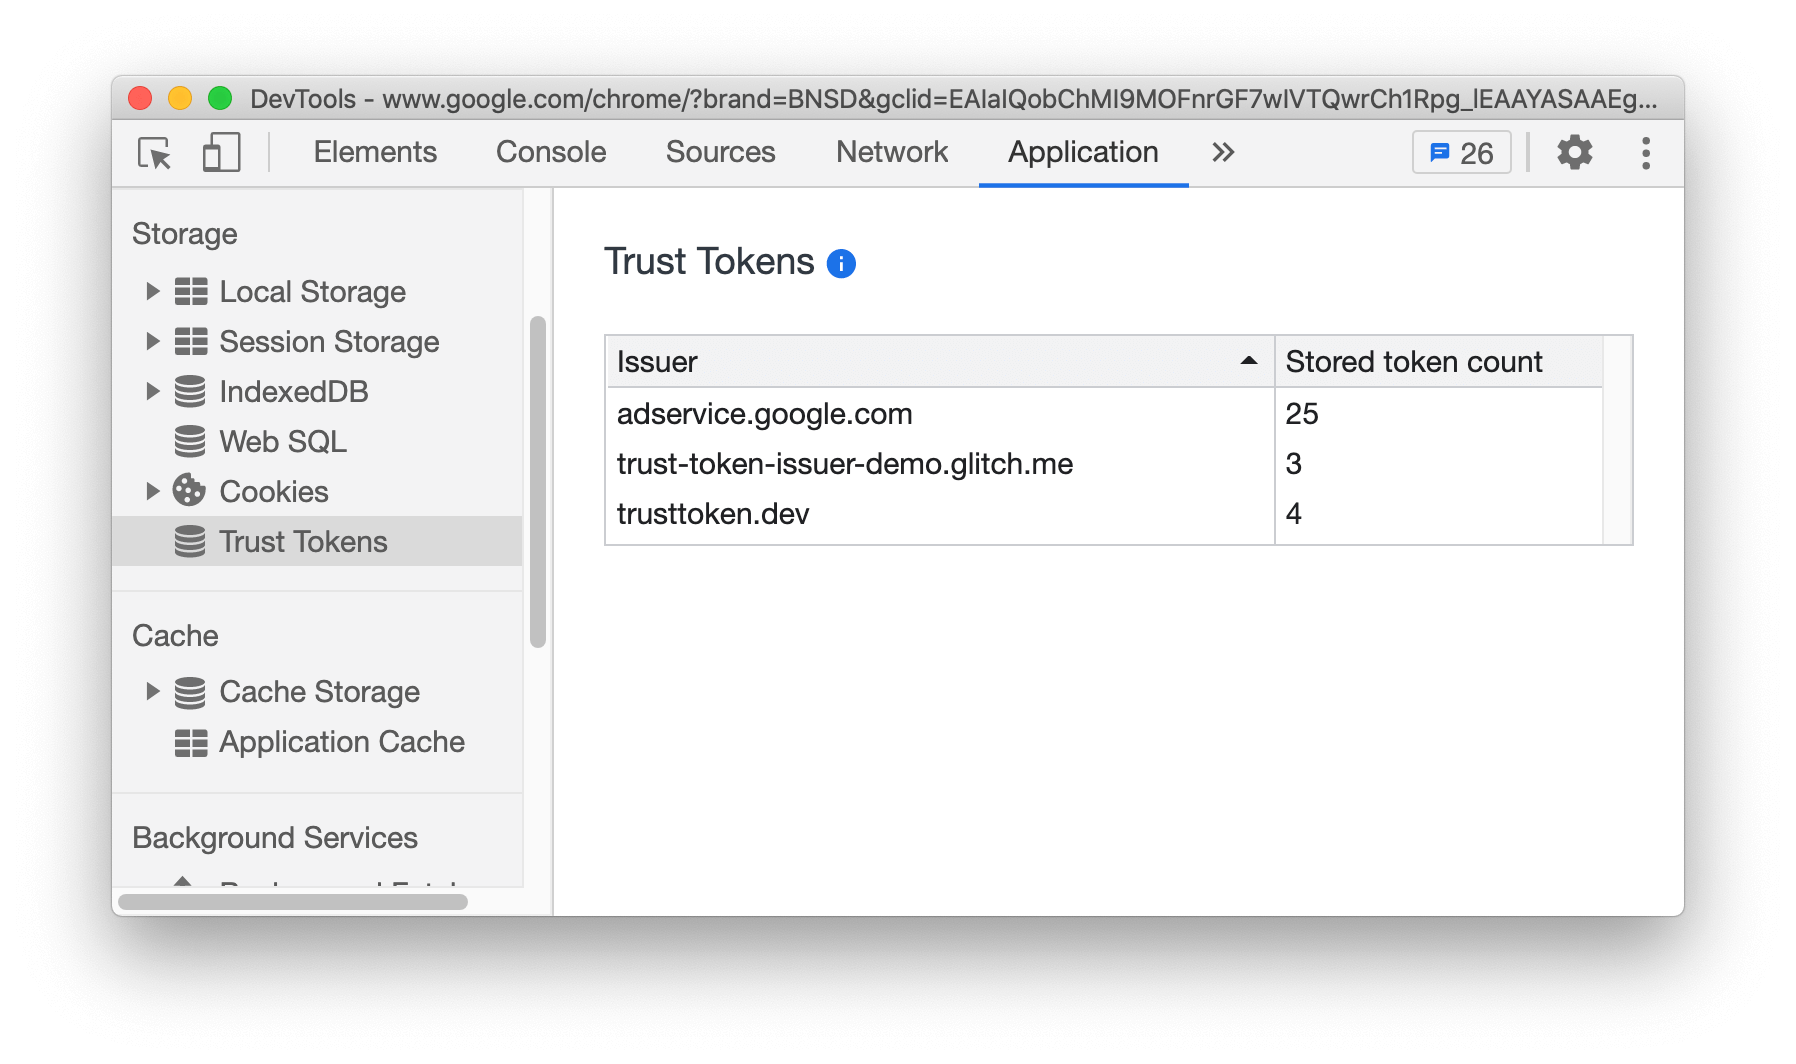 DevTools - www.google.com/chrome/?brand=BNSD&gclid=EAIaIQobChMI9MOFnrGF7wIVTQwrCh1Rpg_lEAAYASAAEg...
Elements Console Sources Network Application 26
Storage
Local Storage
Session Storage
IndexedDB
Web SQL
Cookies
Trust Tokens
Cache
Cache Storage
Application Cache
Background Services
Trust Tokens
Issuer Stored token count
adservice.google.com 25
trust-token-issuer-demo.glitch.me 3
trusttoken.dev 4